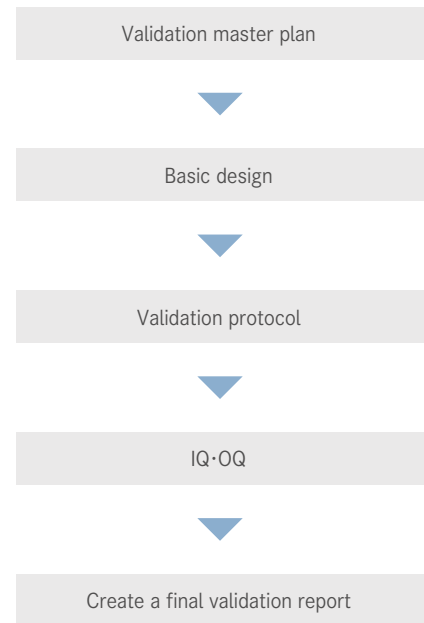 Validation master plan
Basic design
Validation protocol
IQ·OQ
Create a final validation report